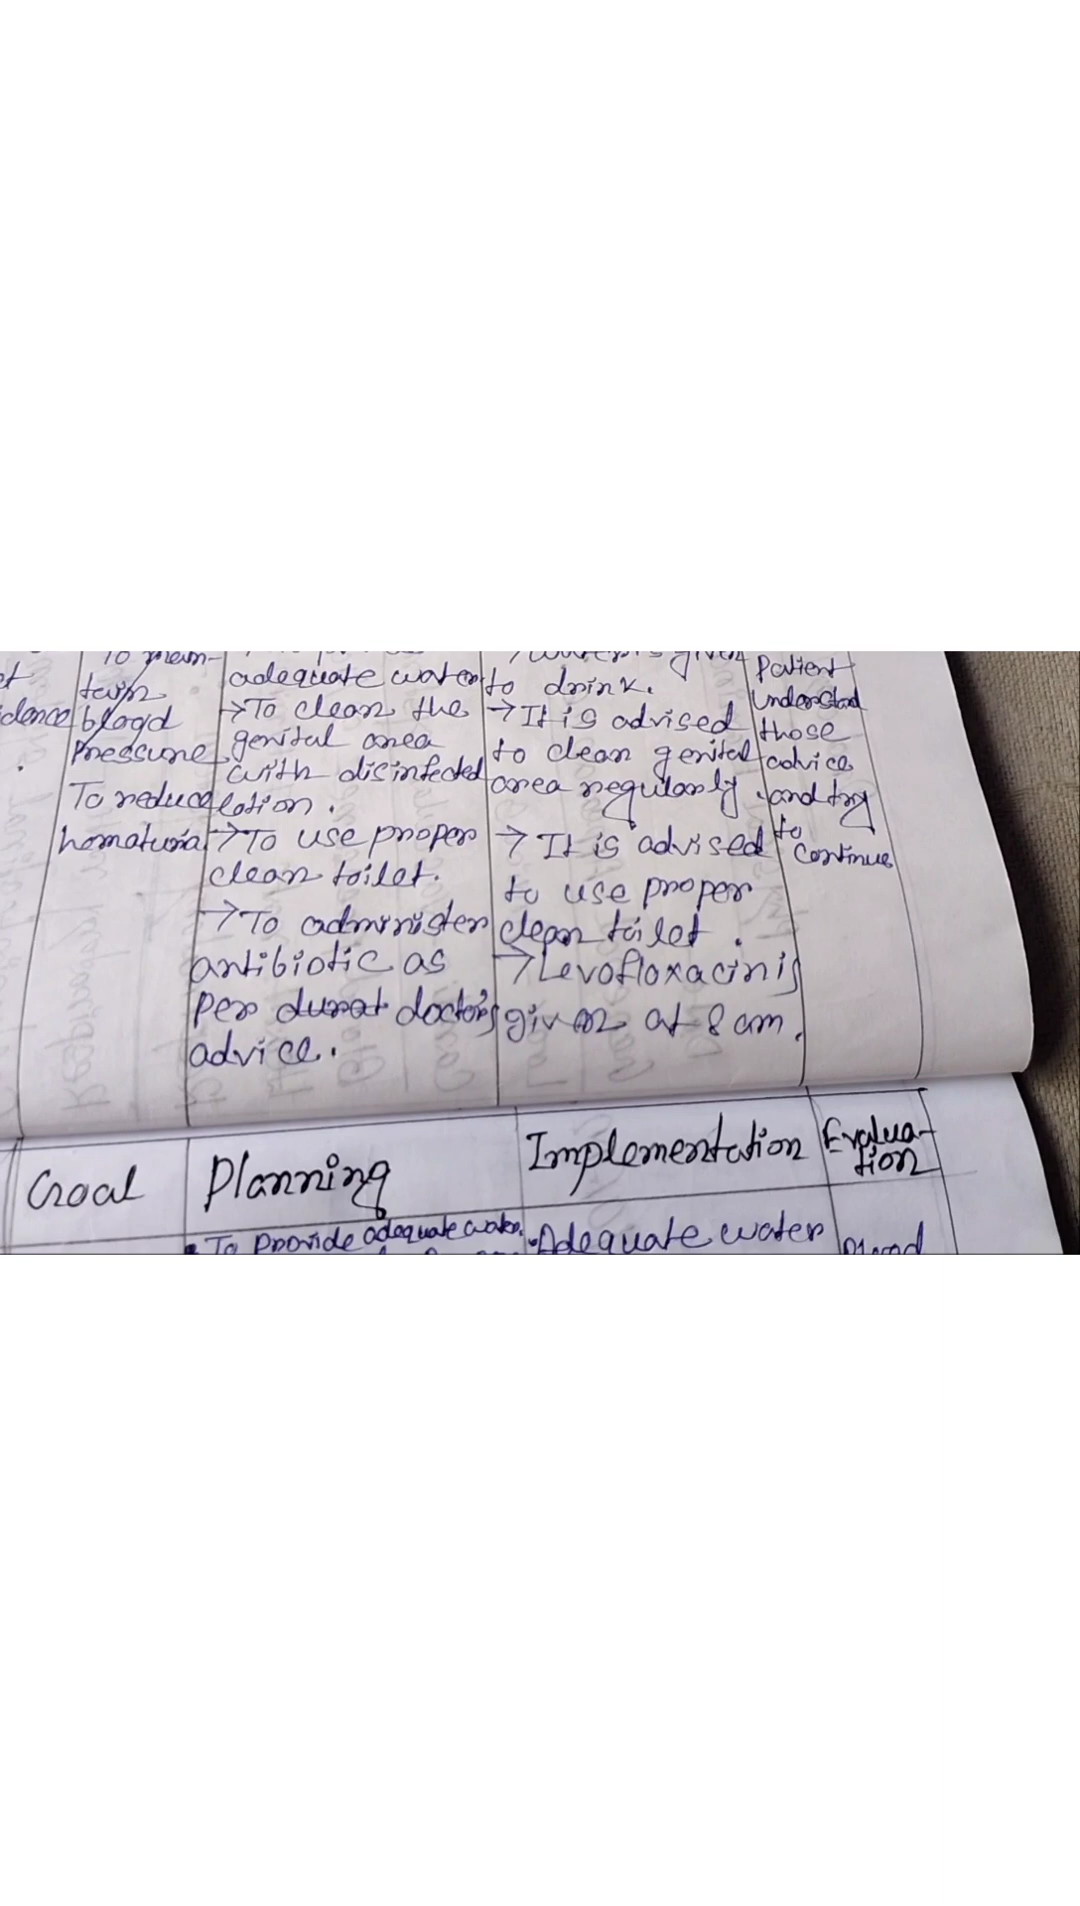 To main-
tain
blood
Pressure
To reduce
homaturia
adequate water
→To clean the
genital area
with disinfected
lotion.
→To use proper
clean toilet.
→To administer
antibiotic as
per doctor's
advice.
given
to drink.
→It is advised
to clean genital
area regularly.
→ It is advised
to use proper
clean toilet.
→Levofloxacin is
given at 8 am.
Patient
understand
those
advice
and try
to
continue
Goal
Planning
Implementation
Evalua-
tion
• To provide adequate water.
•Adequate water